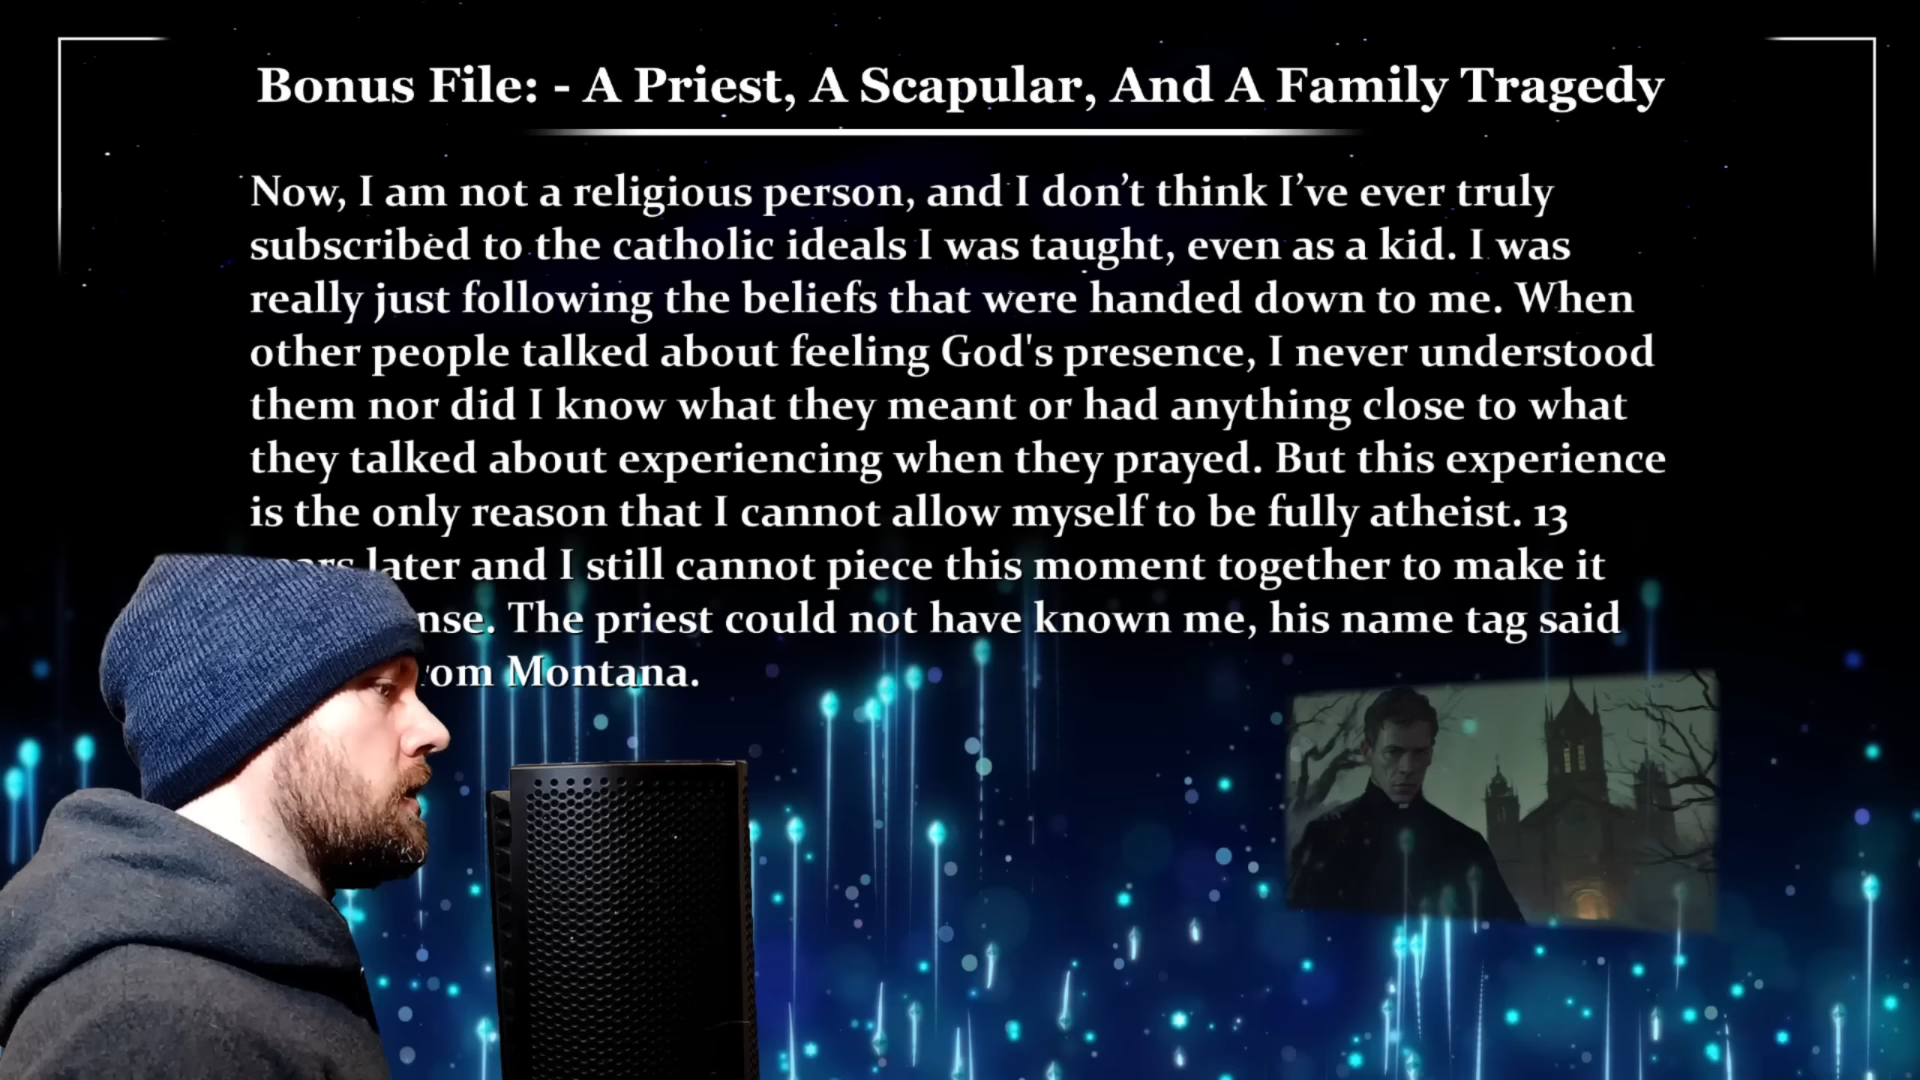 Bonus File: - A Priest, A Scapular, And A Family Tragedy
Now, I am not a religious person, and I don’t think I’ve ever truly
subscribed to the catholic ideals I was taught, even as a kid. I was
really just following the beliefs that were handed down to me. When
other people talked about feeling God's presence, I never understood
them nor did I know what they meant or had anything close to what
they talked about experiencing when they prayed. But this experience
is the only reason that I cannot allow myself to be fully atheist. 13
later and I still cannot piece this moment together to make it
The priest could not have known me, his name tag said
Montana.